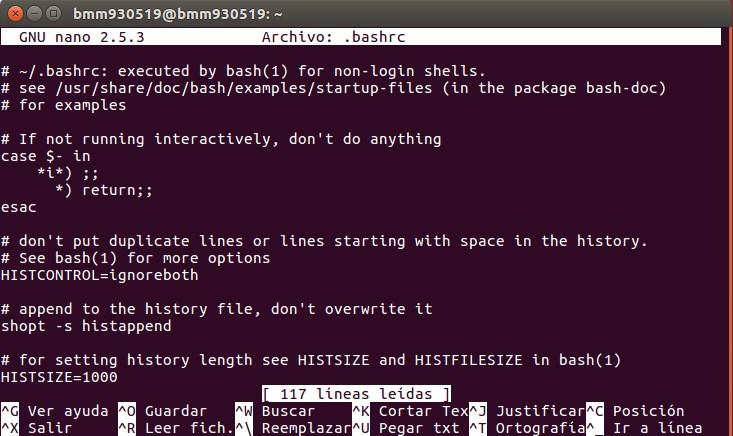 bmm930519@bmm930519: ~
GNU nano 2.5.3 Archivo: .bashrc
# ~/.bashrc: executed by bash(1) for non-login shells.
# see /usr/share/doc/bash/examples/startup-files (in the package bash-doc)
# for examples
# If not running interactively, don't do anything
case $- in
    *i*) ;;
      *) return;;
esac
# don't put duplicate lines or lines starting with space in the history.
# See bash(1) for more options
HISTCONTROL=ignoreboth
# append to the history file, don't overwrite it
shopt -s histappend
# for setting history length see HISTSIZE and HISTFILESIZE in bash(1)
HISTSIZE=1000
[ 117 líneas leídas ]
^G Ver ayuda ^O Guardar ^W Buscar ^K Cortar Tex^J Justificar^C Posición
^X Salir ^R Leer fich.^\ Reemplazar^U Pegar txt ^T Ortografía^_ Ir a línea